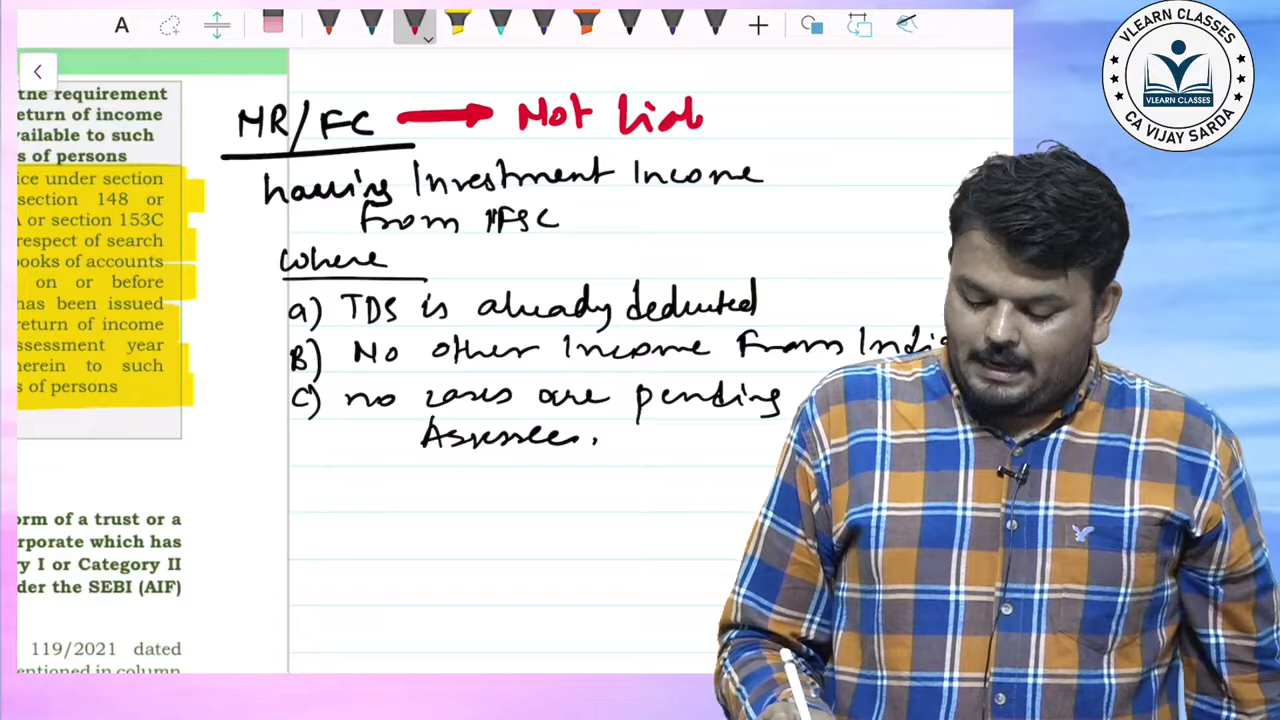 A
the requirement
eturn of income
vailable to such
s of persons
ice under section
section 148 or
A or section 153C
respect of search
books of accounts
on or before
has been issued
return of income
ssessment year
herein to such
s of persons
orm of a trust or a
rporate which has
y I or Category II
der the SEBI (AIF)
119/2021 dated
entioned in column
NR/FC → Not liab
having Investment Income
from IFSC
where
a) TDS is already deducted
B) No other Income from Indi
c) no cases are pending
Assessee.
VLEARN CLASSES
VLEARN CLASSES
CA VIJAY SARDA